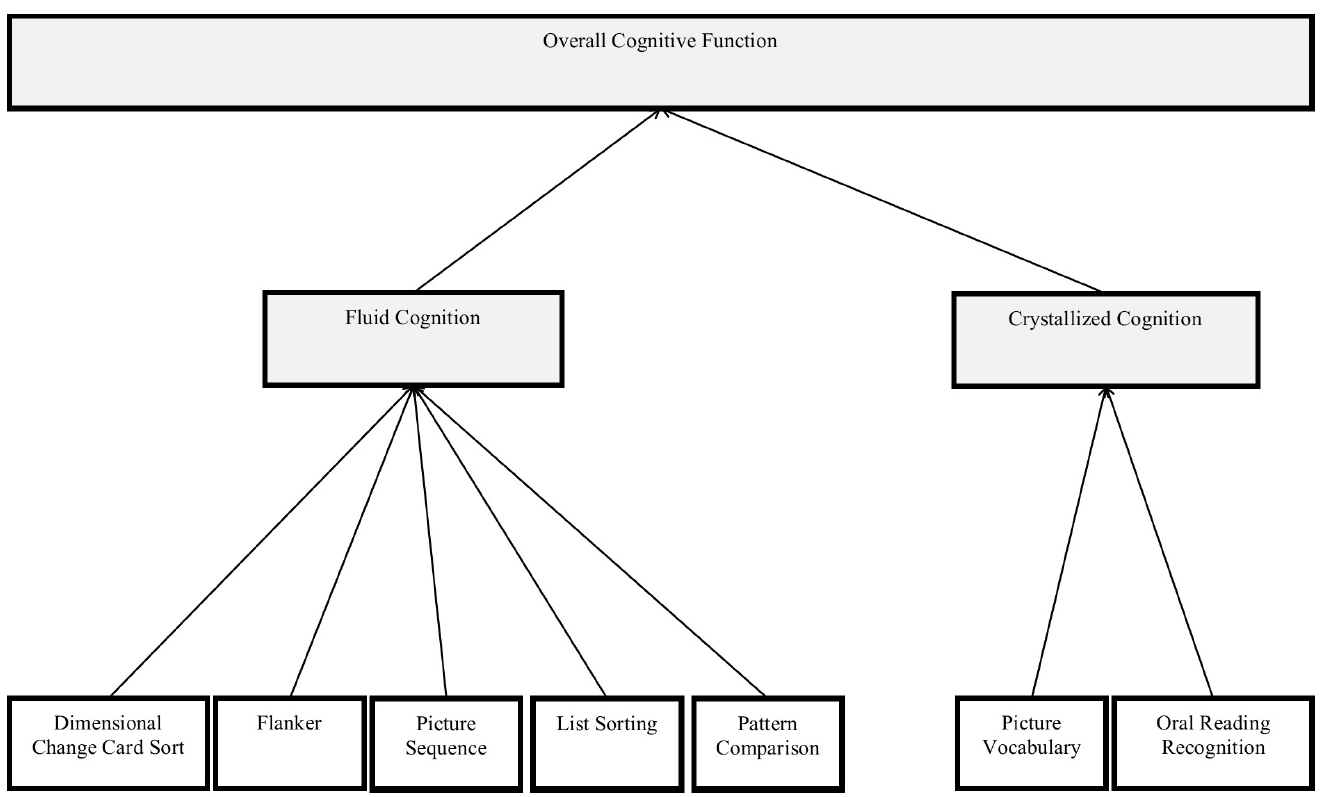 Overall Cognitive Function
Fluid Cognition
Crystallized Cognition
Dimensional
Change Card Sort
Flanker
Picture
Sequence
List Sorting
Pattern
Comparison
Picture
Vocabulary
Oral Reading
Recognition